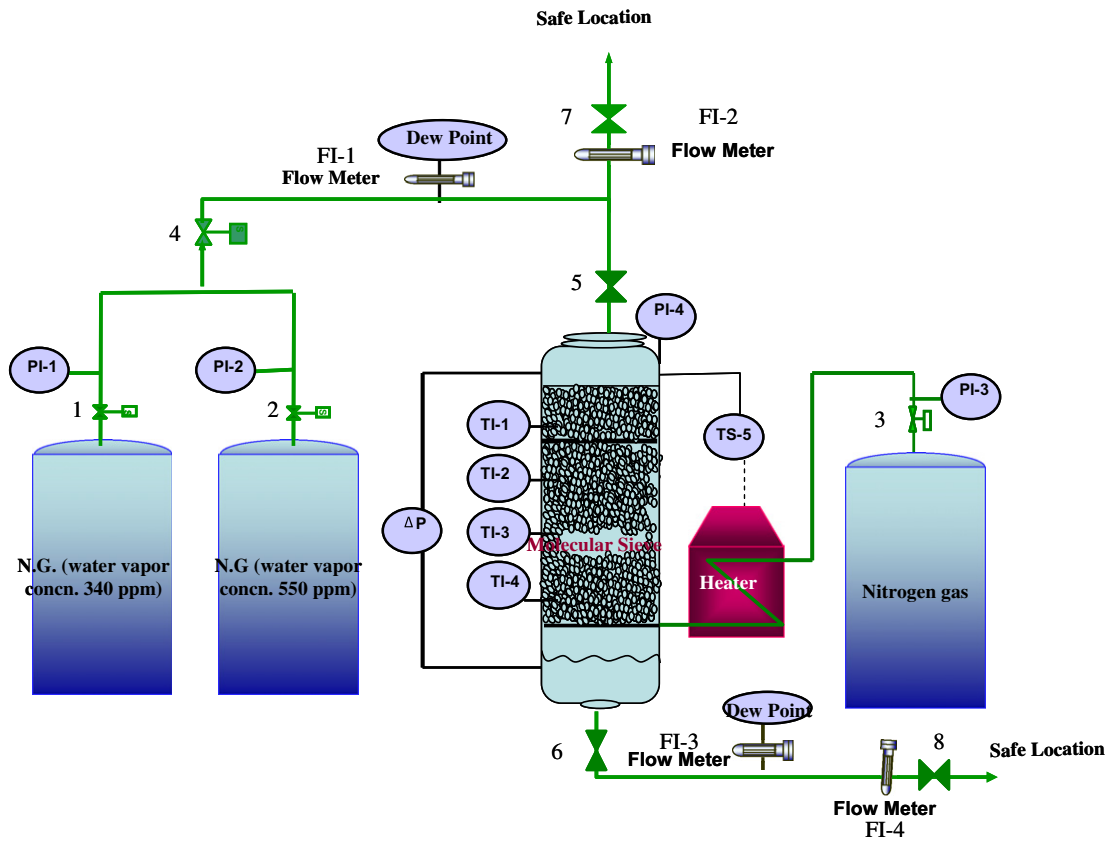 Safe Location
7
FI-2
Flow Meter
Dew Point
FI-1
Flow Meter
4
S
5
PI-4
PI-1
PI-2
PI-3
1
S
2
S
3
TI-1
TS-5
TI-2
ΔP
TI-3
Molecular Sieve
TI-4
Heater
N.G. (water vapor
concn. 340 ppm)
N.G (water vapor
concn. 550 ppm)
Nitrogen gas
Dew Point
6
FI-3
Flow Meter
8
Safe Location
Flow Meter
FI-4